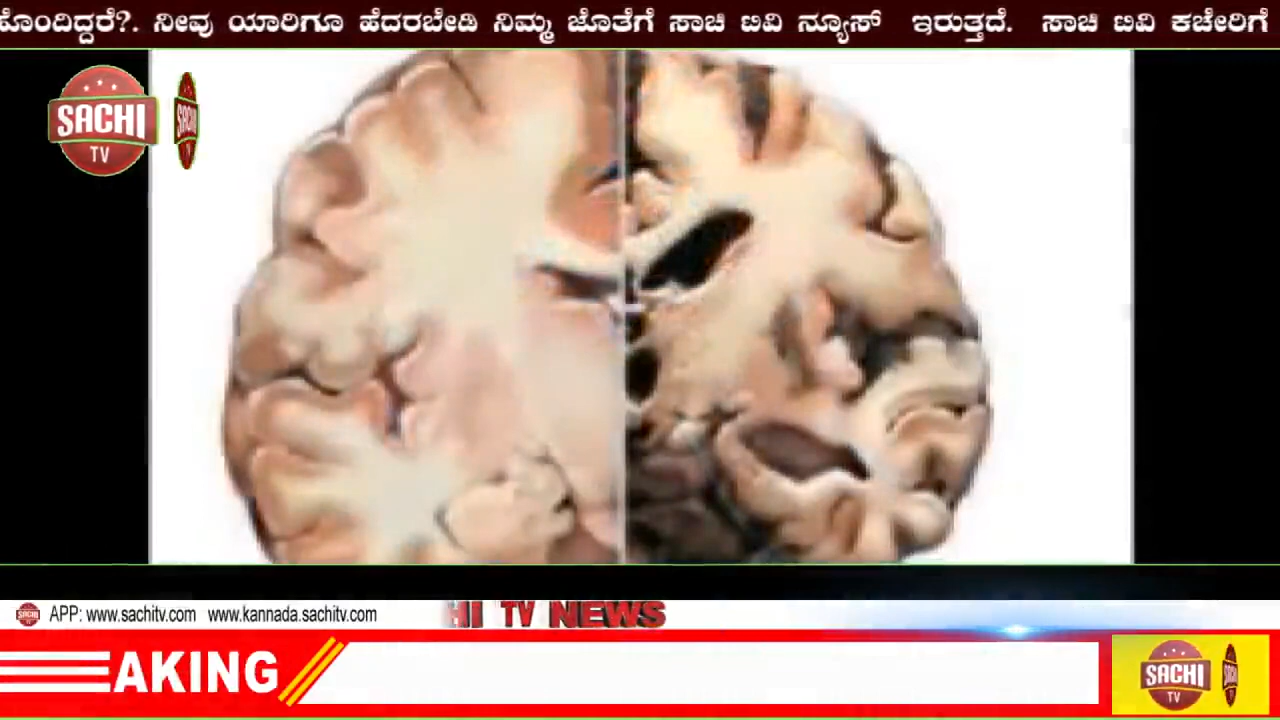 ಹೊಂದಿದ್ದರೆ?. ನೀವು ಯಾರಿಗೂ ಹೆದರಬೇಡಿ ನಿಮ್ಮ ಜೊತೆಗೆ ಸಾಚಿ ಟಿವಿ ನ್ಯೂಸ್ ಇರುತ್ತದೆ. ಸಾಚಿ ಟಿವಿ ಕಚೇರಿಗೆ
SACHI
TV
SACHI
APP: www.sachitv.com www.kannada.sachitv.com
HI TV NEWS
AKING
SACHI
TV